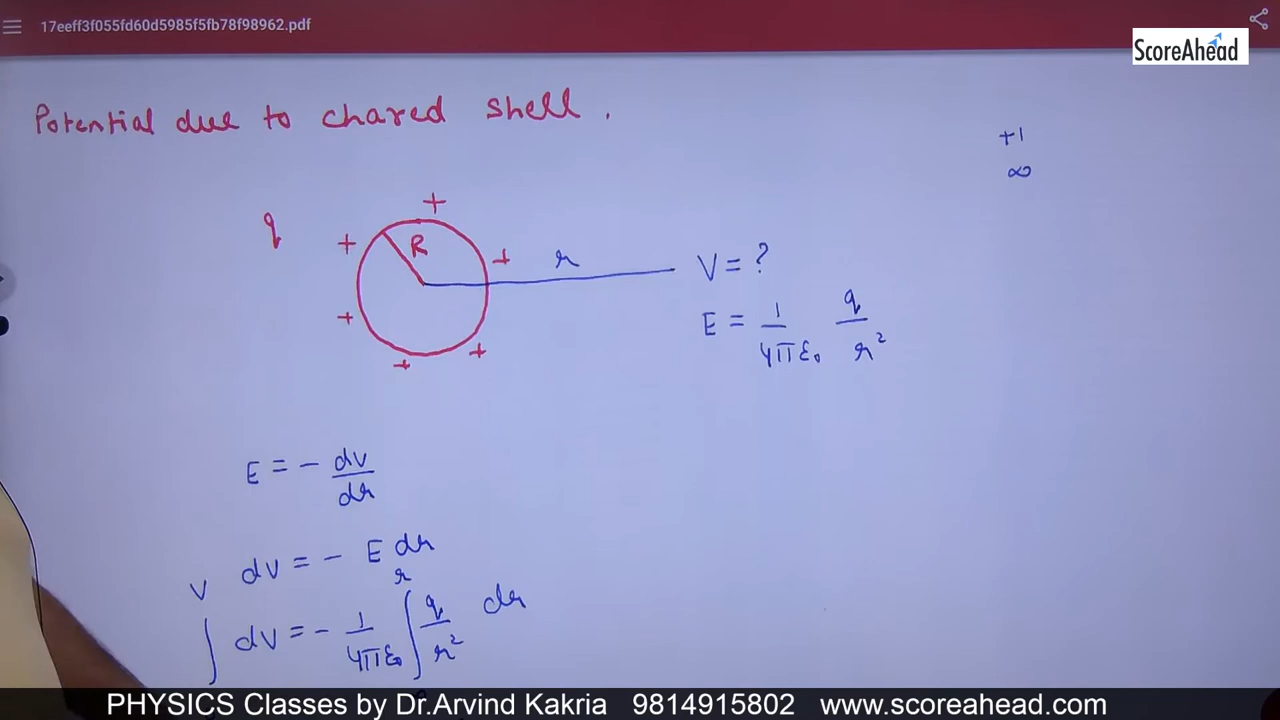 17eeff3f055fd60d5985f5fb78f98962.pdf
ScoreAhead
Potential due to chared shell.
+1
∞
q
+ + + + + +
R
r
V = ?
E = 1/4πε₀ q/r²
E = - dv/dr
dv = - E dr
∫^V dv = - 1/4πε₀ ∫^r q/r² dr
PHYSICS Classes by Dr.Arvind Kakria 9814915802 www.scoreahead.com